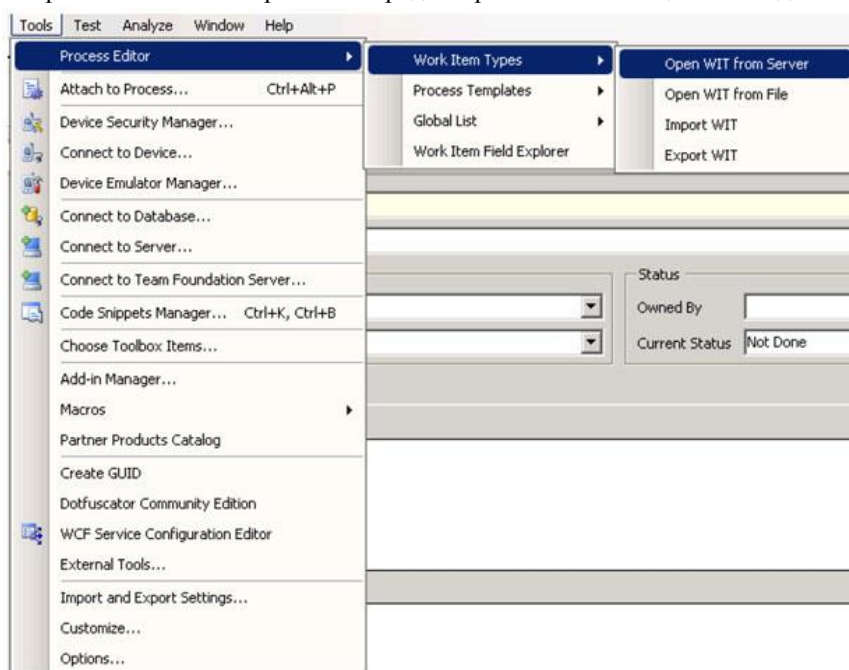 Tools Test Analyze Window Help
Process Editor
Attach to Process... Ctrl+Alt+P
Device Security Manager...
Connect to Device...
Device Emulator Manager...
Connect to Database...
Connect to Server...
Connect to Team Foundation Server...
Code Snippets Manager... Ctrl+K, Ctrl+B
Choose Toolbox Items...
Add-in Manager...
Macros
Partner Products Catalog
Create GUID
Dotfuscator Community Edition
WCF Service Configuration Editor
External Tools...
Import and Export Settings...
Customize...
Options...
Work Item Types
Process Templates
Global List
Work Item Field Explorer
Open WIT from Server
Open WIT from File
Import WIT
Export WIT
Status
Owned By
Current Status Not Done